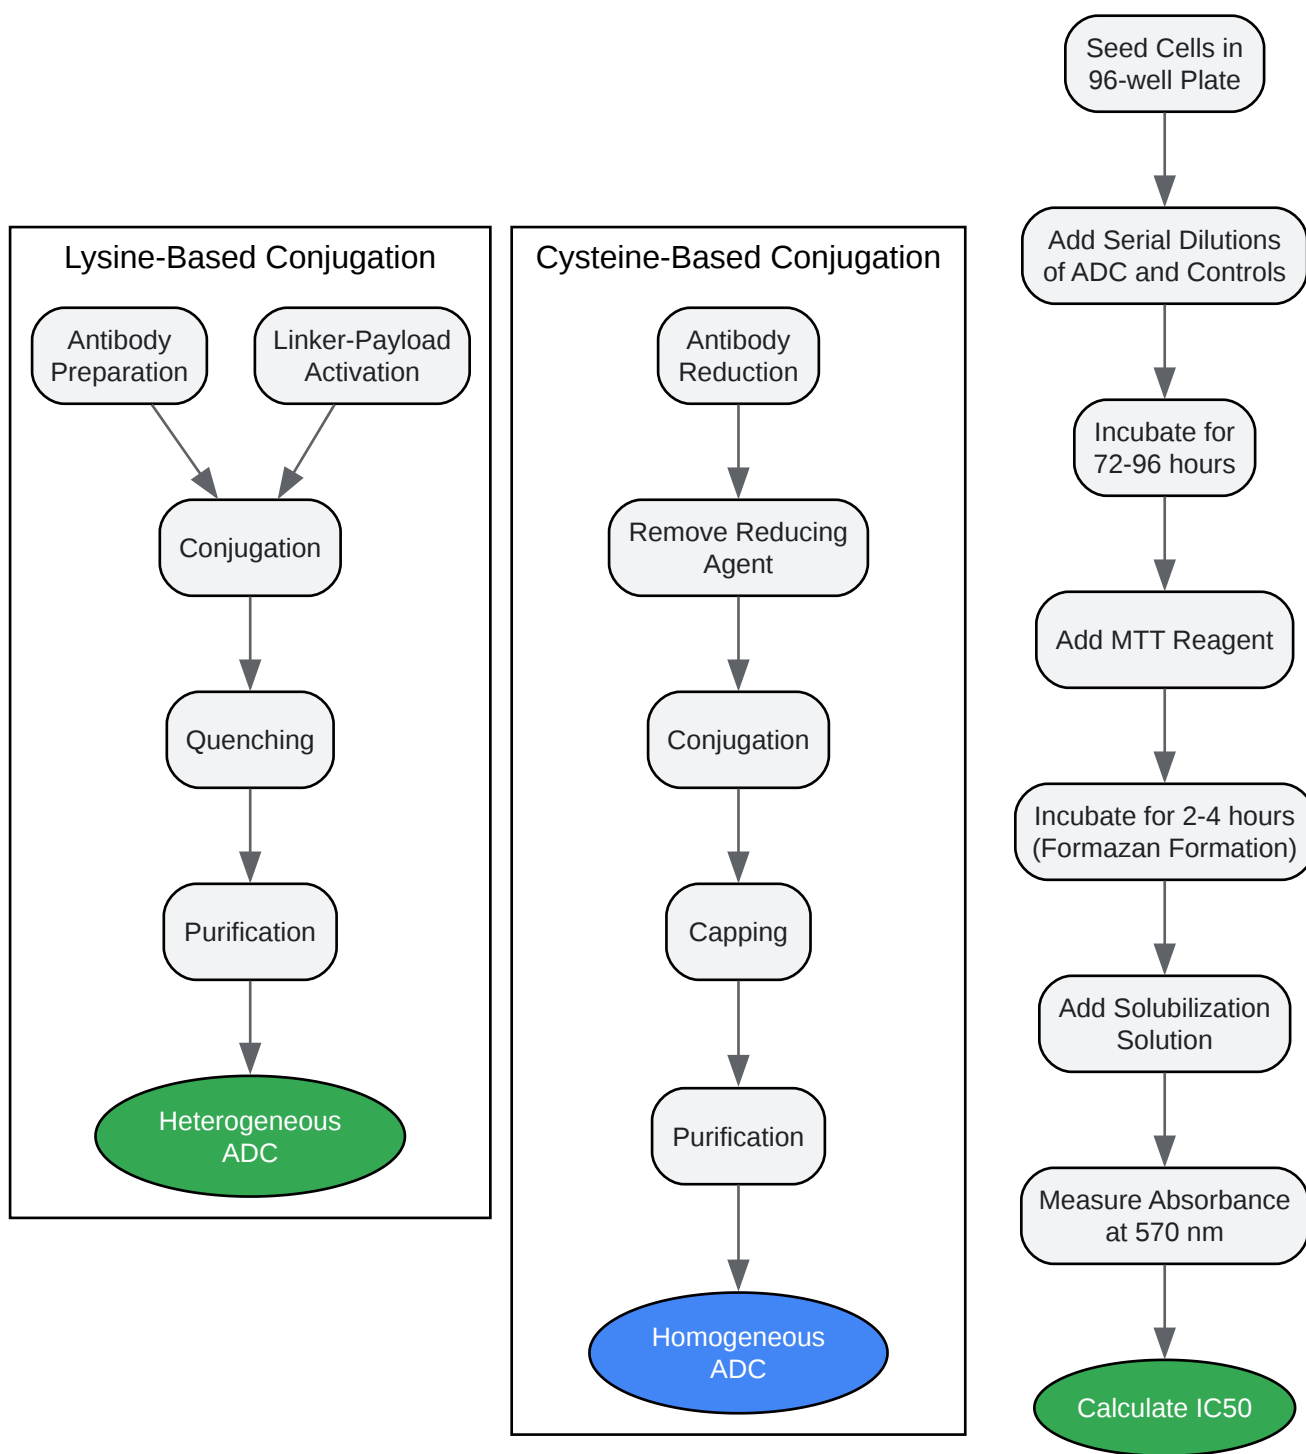 Lysine-Based Conjugation
Antibody
Preparation
Linker-Payload
Activation
Conjugation
Quenching
Purification
Heterogeneous
ADC
Cysteine-Based Conjugation
Antibody
Reduction
Remove Reducing
Agent
Conjugation
Capping
Purification
Homogeneous
ADC
Seed Cells in
96-well Plate
Add Serial Dilutions
of ADC and Controls
Incubate for
72-96 hours
Add MTT Reagent
Incubate for 2-4 hours
(Formazan Formation)
Add Solubilization
Solution
Measure Absorbance
at 570 nm
Calculate IC50